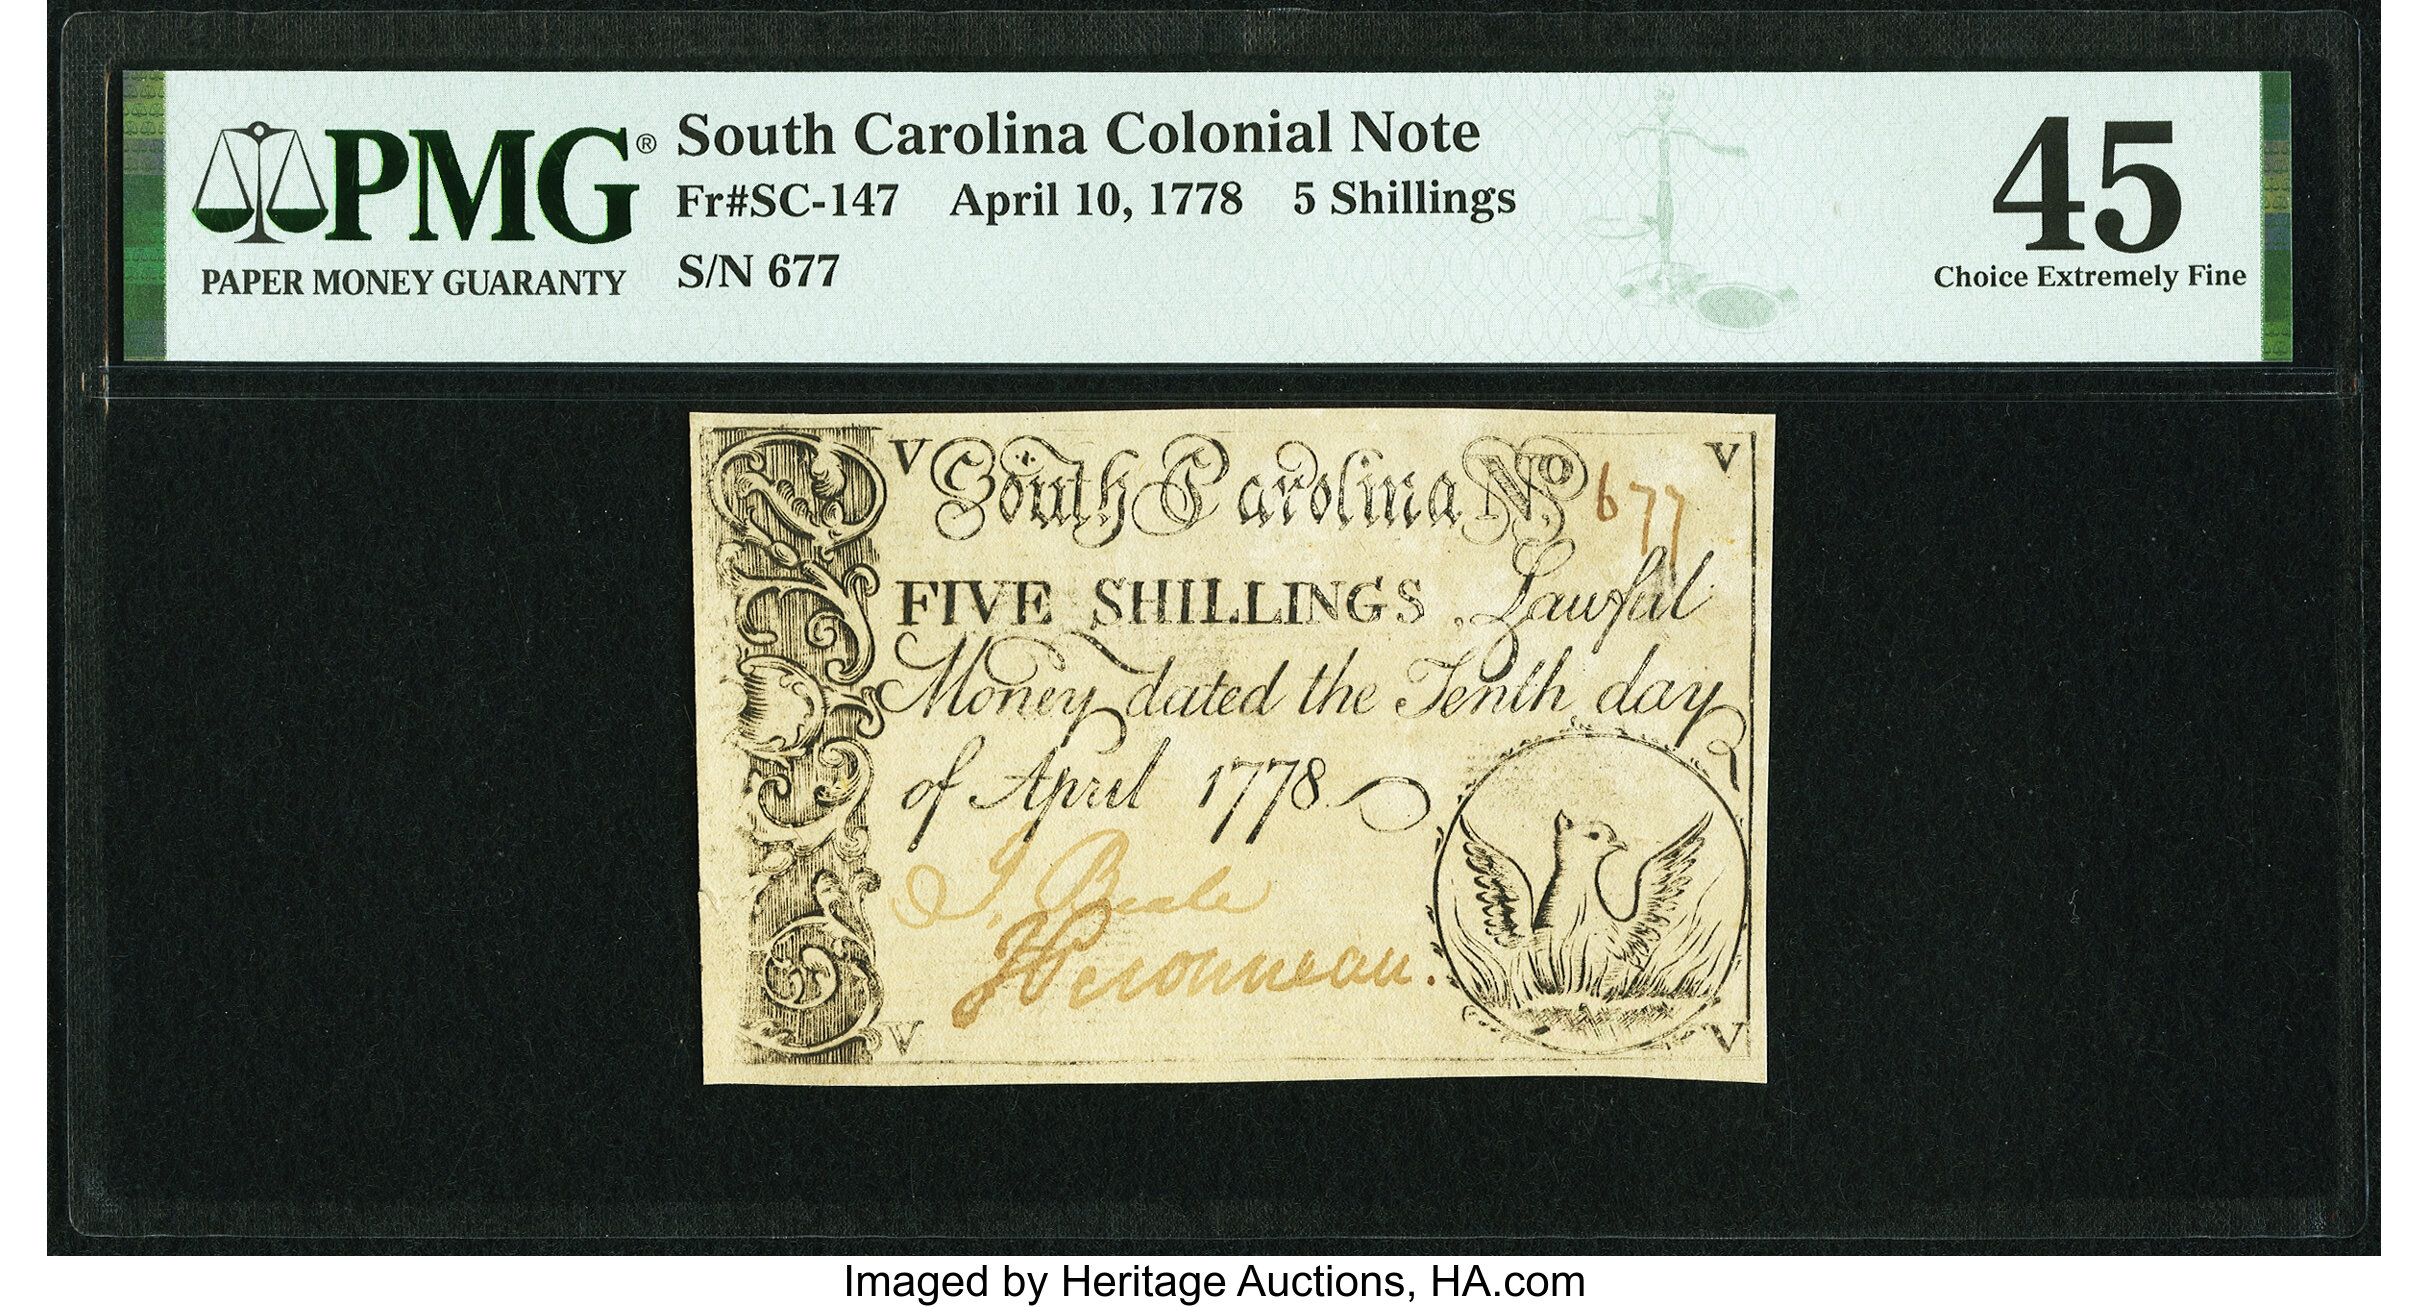 PMG® South Carolina Colonial Note
Fr#SC-147 April 10, 1778 5 Shillings
S/N 677
PAPER MONEY GUARANTY
45
Choice Extremely Fine
V South Carolina No. 677 V
FIVE SHILLINGS, Lawful
Money dated the Tenth day
of April 1778
J. Beale
J Peronneau.
V V
Imaged by Heritage Auctions, HA.com